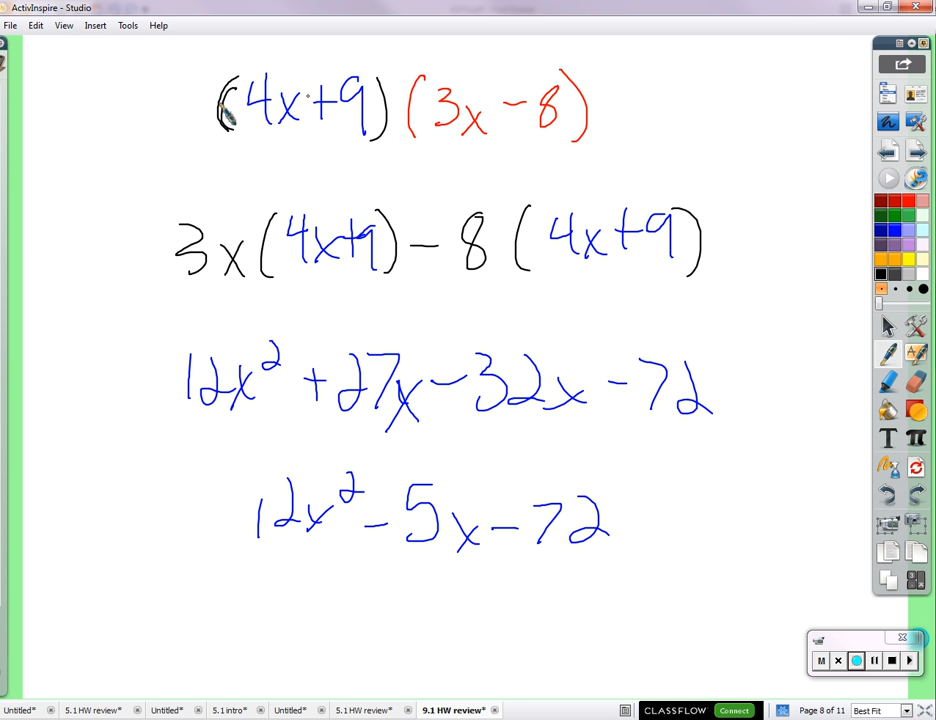 ActivInspire - Studio
File Edit View Insert Tools Help
(4x+9)(3x-8)
3x(4x+9)-8(4x+9)
12x²+27x-32x-72
12x²-5x-72
T π
M
Untitled* 5.1 HW review* Untitled* 5.1 intro* Untitled* 5.1 HW review* 9.1 HW review* CLASSFLOW Connect Page 8 of 11 Best Fit